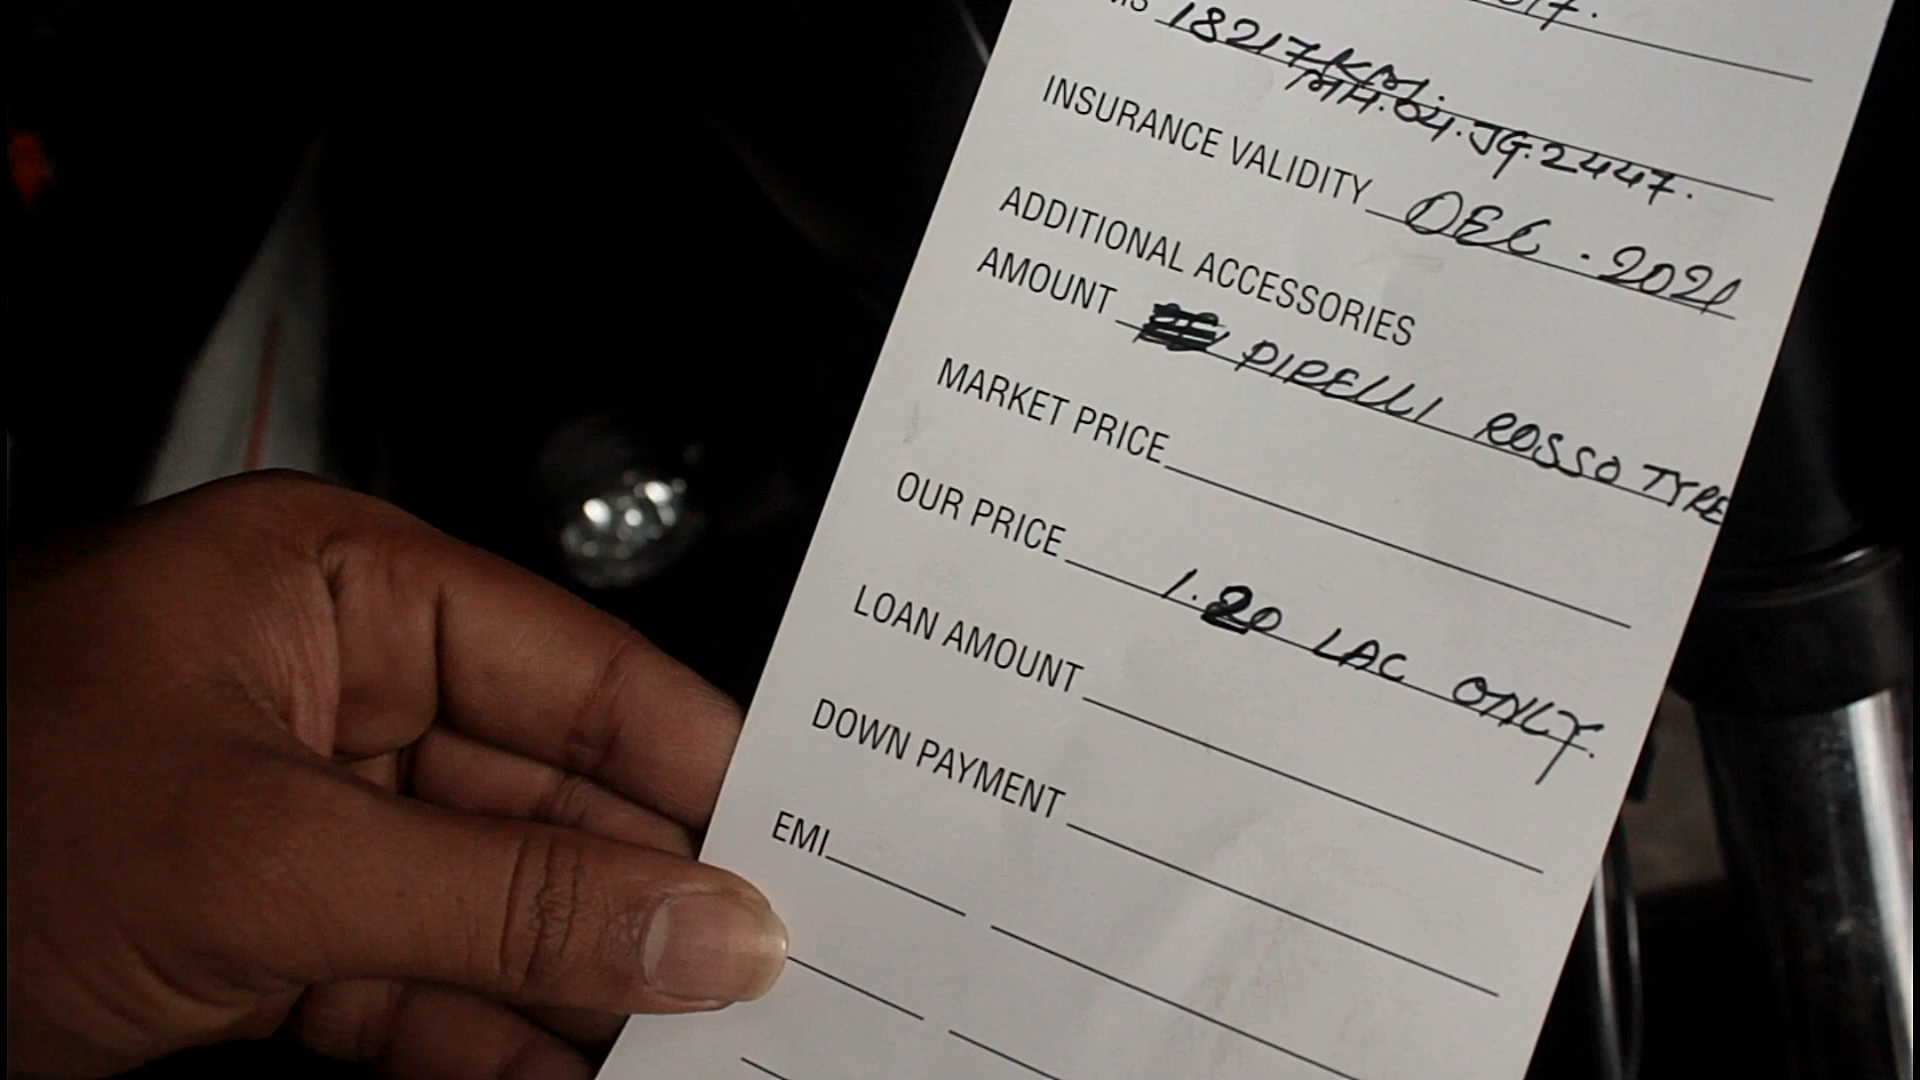 18217 KM.
MH.04.JG.2447.
INSURANCE VALIDITY DEC . 2021
ADDITIONAL ACCESSORIES
AMOUNT PIRELLI ROSSO TYRE
MARKET PRICE
OUR PRICE 1.20 LAC ONLY.
LOAN AMOUNT
DOWN PAYMENT
EMI